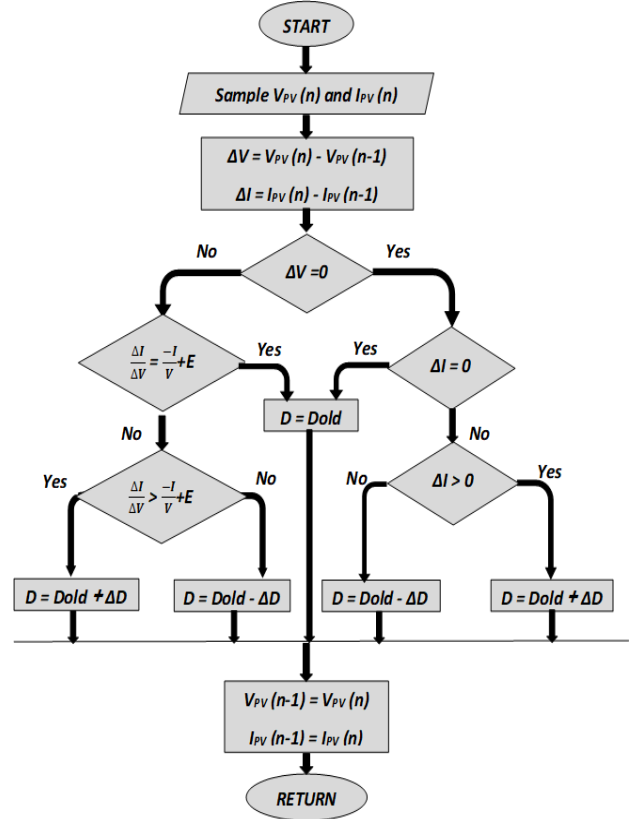 START
Sample VPV (n) and IPV (n)
ΔV = VPV (n) - VPV (n-1)
ΔI = IPV (n) - IPV (n-1)
No
Yes
ΔV =0
ΔI/ΔV = -I/V +E
Yes
Yes
ΔI = 0
D = Dold
No
No
Yes
ΔI/ΔV > -I/V +E
No
No
ΔI > 0
Yes
D = Dold + ΔD
D = Dold - ΔD
D = Dold - ΔD
D = Dold + ΔD
VPV (n-1) = VPV (n)
IPV (n-1) = IPV (n)
RETURN